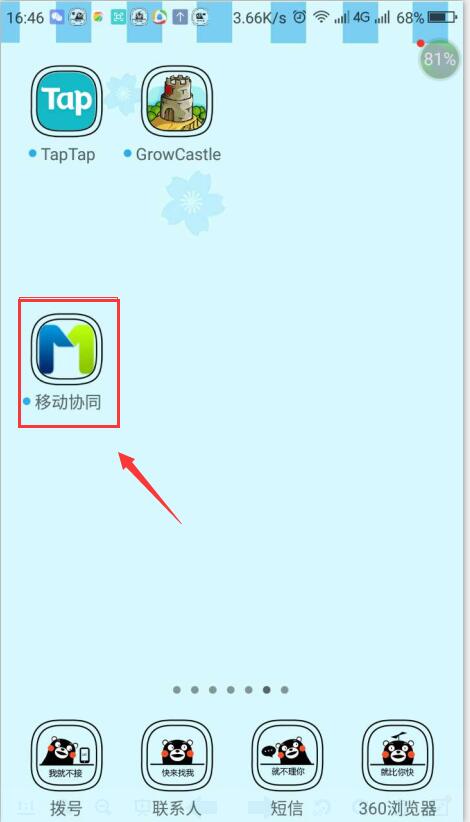 16:46 3.66K/s 4G 68%
81%
Tap
TapTap GrowCastle
M
移动协同
我就不接 快来找我 就不理你 就比你快
1:1
拨号 联系人 短信 360浏览器